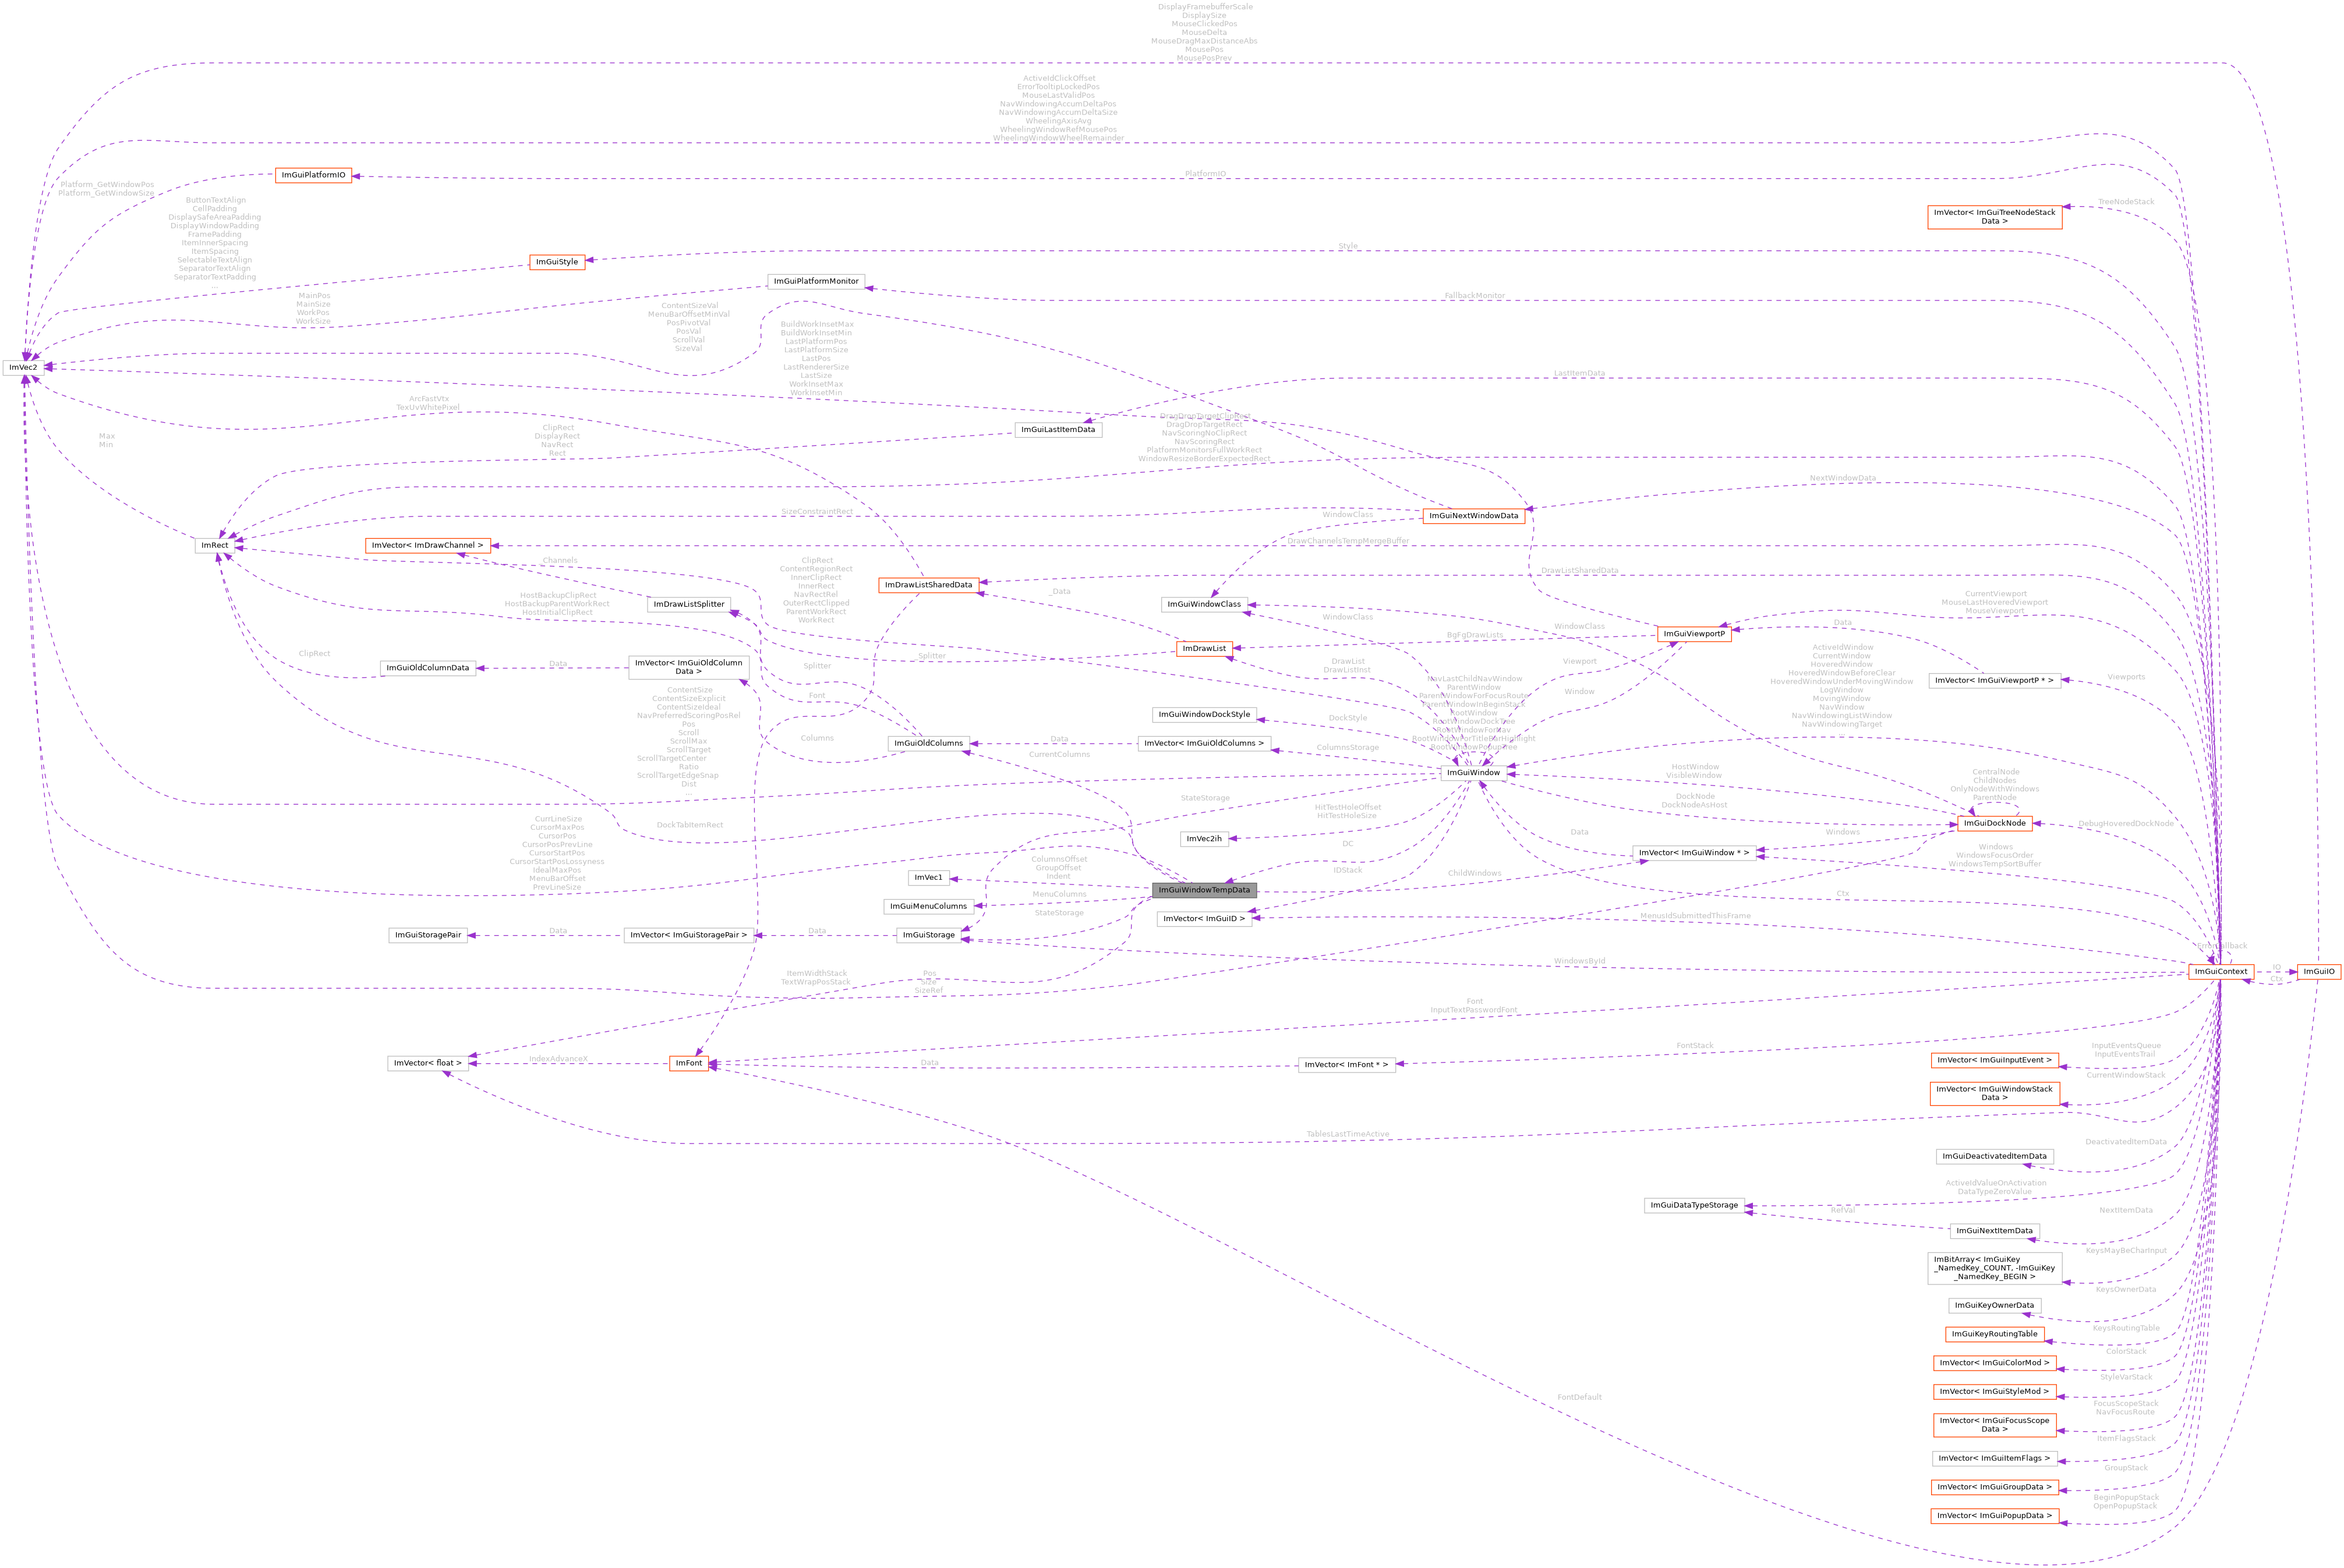 DisplayFramebufferScale
DisplaySize
MouseClickedPos
MouseDelta
MouseDragMaxDistanceAbs
MousePos
MousePosPrev
ActiveIdClickOffset
ErrorTooltipLockedPos
MouseLastValidPos
NavWindowingAccumDeltaPos
NavWindowingAccumDeltaSize
WheelingAxisAvg
WheelingWindowRefMousePos
WheelingWindowWheelRemainder
ImGuiPlatformIO
PlatformIO
Platform_GetWindowPos
Platform_GetWindowSize
ButtonTextAlign
CellPadding
DisplaySafeAreaPadding
DisplayWindowPadding
FramePadding
ItemInnerSpacing
ItemSpacing
SelectableTextAlign
SeparatorTextAlign
SeparatorTextPadding
...
TreeNodeStack
ImVector< ImGuiTreeNodeStack
Data >
Style
ImGuiStyle
ImGuiPlatformMonitor
FallbackMonitor
MainPos
MainSize
WorkPos
WorkSize
ContentSizeVal
MenuBarOffsetMinVal
PosPivotVal
PosVal
ScrollVal
SizeVal
BuildWorkInsetMax
BuildWorkInsetMin
LastPlatformPos
LastPlatformSize
LastPos
LastRendererSize
LastSize
WorkInsetMax
WorkInsetMin
ImVec2
LastItemData
ArcFastVtx
TexUvWhitePixel
ImGuiLastItemData
Max
Min
ClipRect
DisplayRect
NavRect
Rect
DragDropTargetClipRect
DragDropTargetRect
NavScoringNoClipRect
NavScoringRect
PlatformMonitorsFullWorkRect
WindowResizeBorderExpectedRect
NextWindowData
ImGuiNextWindowData
SizeConstraintRect
WindowClass
ImRect
ImVector< ImDrawChannel >
DrawChannelsTempMergeBuffer
Channels
DrawListSharedData
ImDrawListSharedData
_Data
ClipRect
ContentRegionRect
InnerClipRect
InnerRect
NavRectRel
OuterRectClipped
ParentWorkRect
WorkRect
HostBackupClipRect
HostBackupParentWorkRect
HostInitialClipRect
ImDrawListSplitter
ImGuiWindowClass
WindowClass
WindowClass
CurrentViewport
MouseLastHoveredViewport
MouseViewport
Data
ImGuiViewportP
BgFgDrawLists
ImDrawList
ClipRect
ImGuiOldColumnData
Data
ImVector< ImGuiOldColumn
Data >
Splitter
Splitter
DrawList
DrawListInst
Viewport
Window
ActiveIdWindow
CurrentWindow
HoveredWindow
HoveredWindowBeforeClear
HoveredWindowUnderMovingWindow
LogWindow
MovingWindow
NavWindow
NavWindowingListWindow
NavWindowingTarget
...
ImVector< ImGuiViewportP * >
Viewports
ContentSize
ContentSizeExplicit
ContentSizeIdeal
NavPreferredScoringPosRel
Pos
Scroll
ScrollMax
ScrollTarget
ScrollTargetCenter
Ratio
ScrollTargetEdgeSnap
Dist
...
Font
Columns
NavLastChildNavWindow
ParentWindow
ParentWindowForFocusRoute
ParentWindowInBeginStack
RootWindow
RootWindowDockTree
RootWindowForNav
RootWindowForTitleBarHighlight
RootWindowPopupTree
ImGuiWindowDockStyle
DockStyle
ImGuiOldColumns
Data
ImVector< ImGuiOldColumns >
ColumnsStorage
CurrentColumns
ImGuiWindow
HostWindow
VisibleWindow
DockNode
DockNodeAsHost
CentralNode
ChildNodes
OnlyNodeWithWindows
ParentNode
ImGuiDockNode
DebugHoveredDockNode
StateStorage
HitTestHoleOffset
HitTestHoleSize
ImVec2ih
DockTabItemRect
CurrLineSize
CursorMaxPos
CursorPos
CursorPosPrevLine
CursorStartPos
CursorStartPosLossyness
IdealMaxPos
MenuBarOffset
PrevLineSize
Data
Windows
ImVector< ImGuiWindow * >
Windows
WindowsFocusOrder
WindowsTempSortBuffer
DC
IDStack
ColumnsOffset
GroupOffset
Indent
ImVec1
ImGuiWindowTempData
ChildWindows
MenuColumns
ImGuiMenuColumns
StateStorage
Ctx
ImVector< ImGuiID >
MenusIdSubmittedThisFrame
ImGuiStoragePair
Data
ImVector< ImGuiStoragePair >
Data
ImGuiStorage
WindowsById
ErrorCallback
ImGuiContext
IO
Ctx
ImGuiIO
ItemWidthStack
TextWrapPosStack
Pos
Size
SizeRef
Font
InputTextPasswordFont
FontStack
ImVector< float >
IndexAdvanceX
ImFont
Data
ImVector< ImFont * >
ImVector< ImGuiInputEvent >
InputEventsQueue
InputEventsTrail
CurrentWindowStack
ImVector< ImGuiWindowStack
Data >
TablesLastTimeActive
DeactivatedItemData
ImGuiDeactivatedItemData
ActiveIdValueOnActivation
DataTypeZeroValue
ImGuiDataTypeStorage
RefVal
NextItemData
ImGuiNextItemData
KeysMayBeCharInput
ImBitArray< ImGuiKey
_NamedKey_COUNT, -ImGuiKey
_NamedKey_BEGIN >
KeysOwnerData
ImGuiKeyOwnerData
KeysRoutingTable
ImGuiKeyRoutingTable
ColorStack
ImVector< ImGuiColorMod >
StyleVarStack
ImVector< ImGuiStyleMod >
FontDefault
FocusScopeStack
NavFocusRoute
ImVector< ImGuiFocusScope
Data >
ItemFlagsStack
ImVector< ImGuiItemFlags >
GroupStack
ImVector< ImGuiGroupData >
BeginPopupStack
OpenPopupStack
ImVector< ImGuiPopupData >